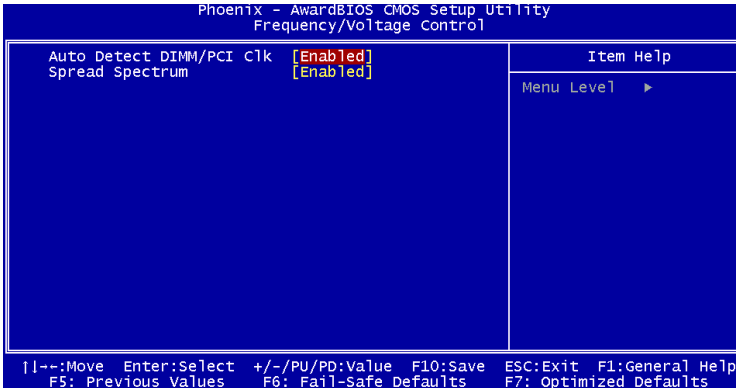 Phoenix - AwardBIOS CMOS Setup Utility
Frequency/Voltage Control
Auto Detect DIMM/PCI Clk [Enabled]
Spread Spectrum [Enabled]
Item Help
Menu Level ►
↑↓→←:Move Enter:Select +/-/PU/PD:Value F10:Save ESC:Exit F1:General Help
F5: Previous Values F6: Fail-Safe Defaults F7: Optimized Defaults